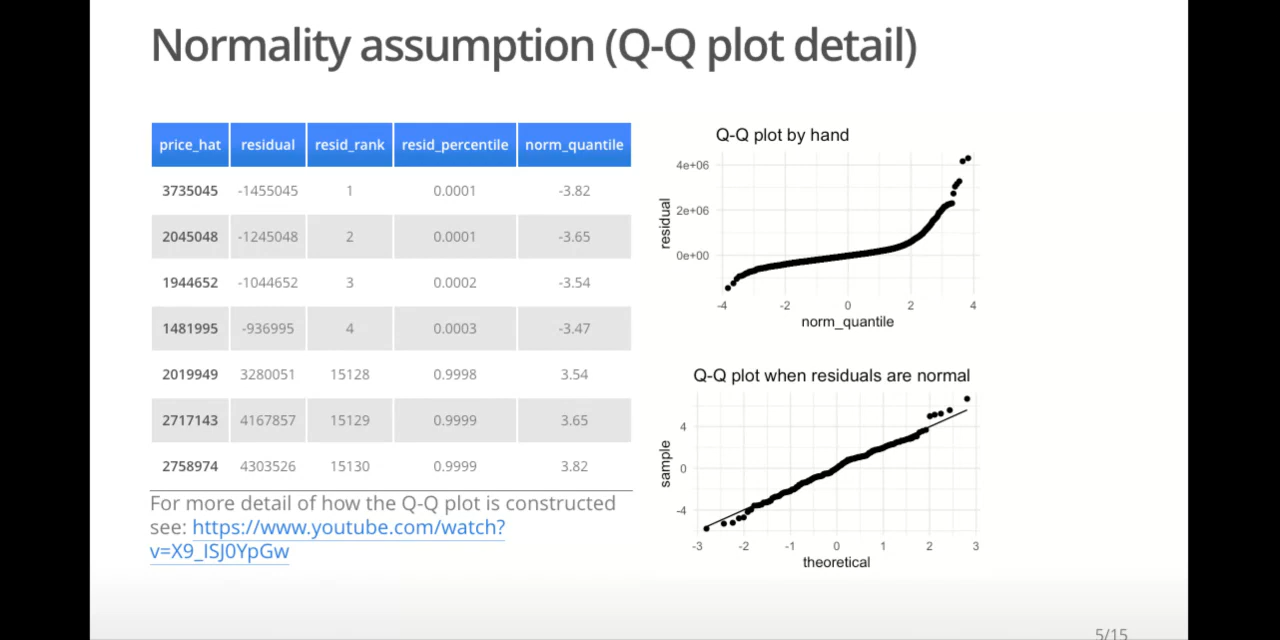 Normality assumption (Q-Q plot detail)
price_hat residual resid_rank resid_percentile norm_quantile
3735045 -1455045 1 0.0001 -3.82
2045048 -1245048 2 0.0001 -3.65
1944652 -1044652 3 0.0002 -3.54
1481995 -936995 4 0.0003 -3.47
2019949 3280051 15128 0.9998 3.54
2717143 4167857 15129 0.9999 3.65
2758974 4303526 15130 0.9999 3.82
For more detail of how the Q-Q plot is constructed
see: https://www.youtube.com/watch?
v=X9_ISJ0YpGw
Q-Q plot by hand
4e+06
2e+06
0e+00
residual
-4 -2 0 2 4
norm_quantile
Q-Q plot when residuals are normal
4
0
-4
sample
-3 -2 -1 0 1 2 3
theoretical
5/15